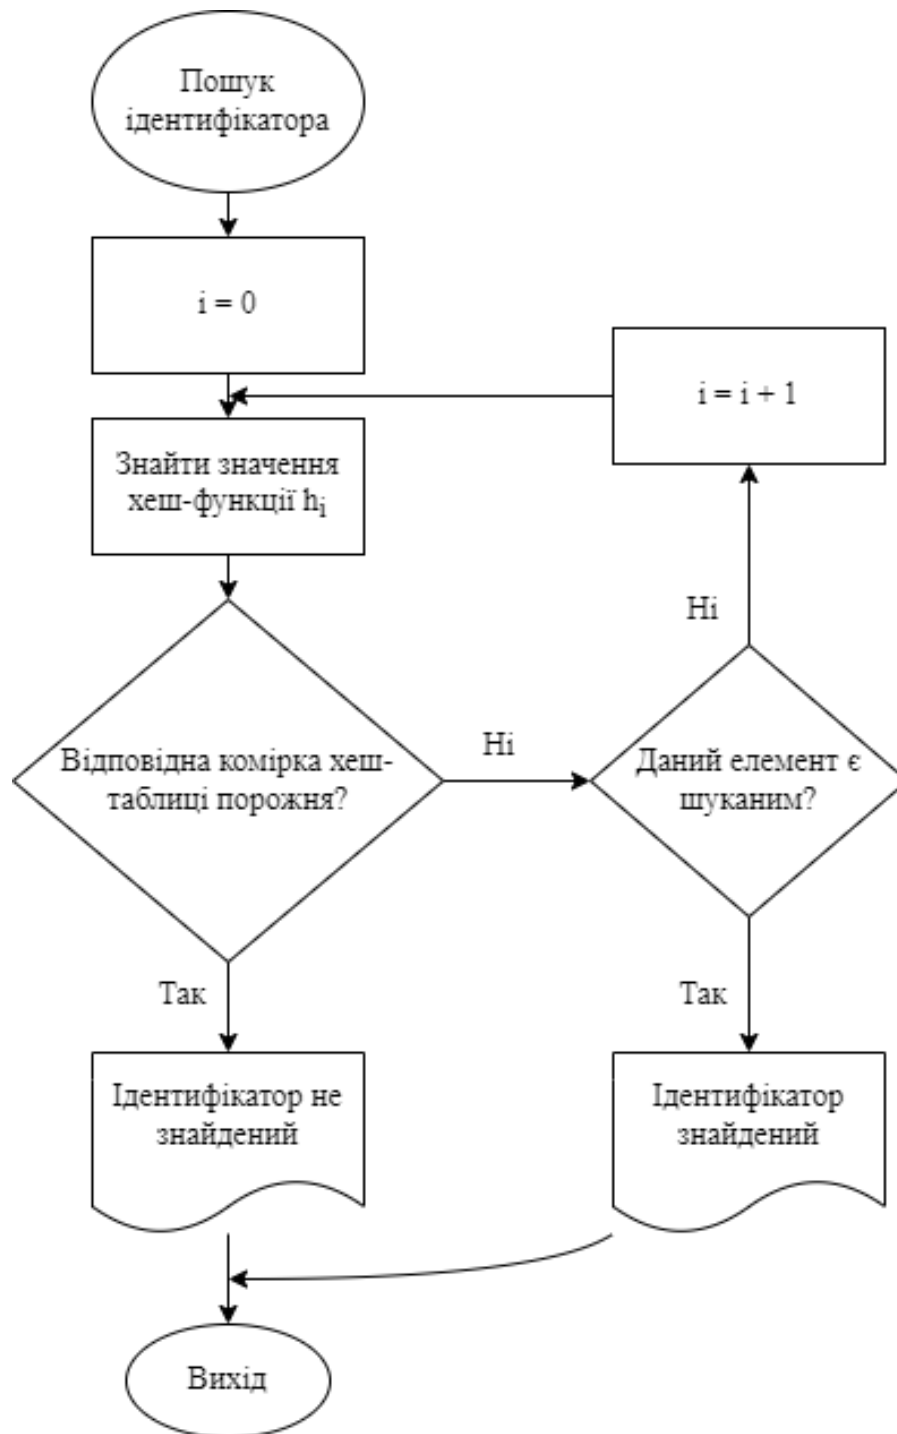 Пошук
ідентифікатора
i = 0
i = i + 1
Знайти значення
хеш-функції hᵢ
Ні
Ні
Відповідна комірка хеш-
таблиці порожня?
Даний елемент є
шуканим?
Так
Так
Ідентифікатор не
знайдений
Ідентифікатор
знайдений
Вихід